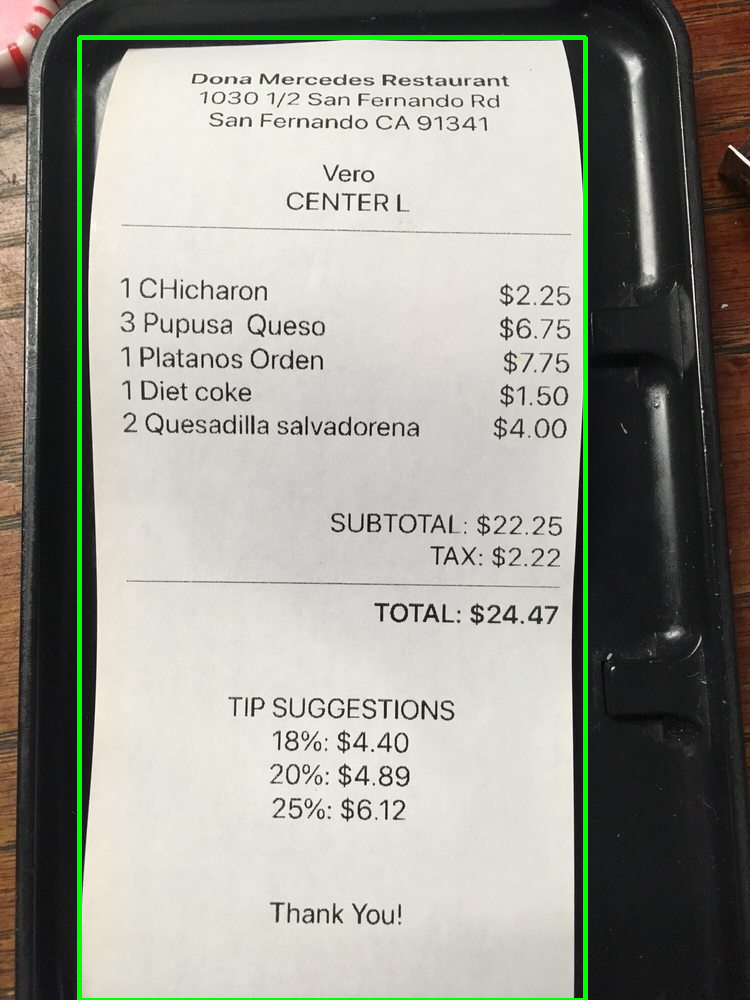 Dona Mercedes Restaurant
1030 1/2 San Fernando Rd
San Fernando CA 91341
Vero
CENTER L
1 CHicharon $2.25
3 Pupusa Queso $6.75
1 Platanos Orden $7.75
1 Diet coke $1.50
2 Quesadilla salvadorena $4.00
SUBTOTAL: $22.25
TAX: $2.22
TOTAL: $24.47
TIP SUGGESTIONS
18%: $4.40
20%: $4.89
25%: $6.12
Thank You!